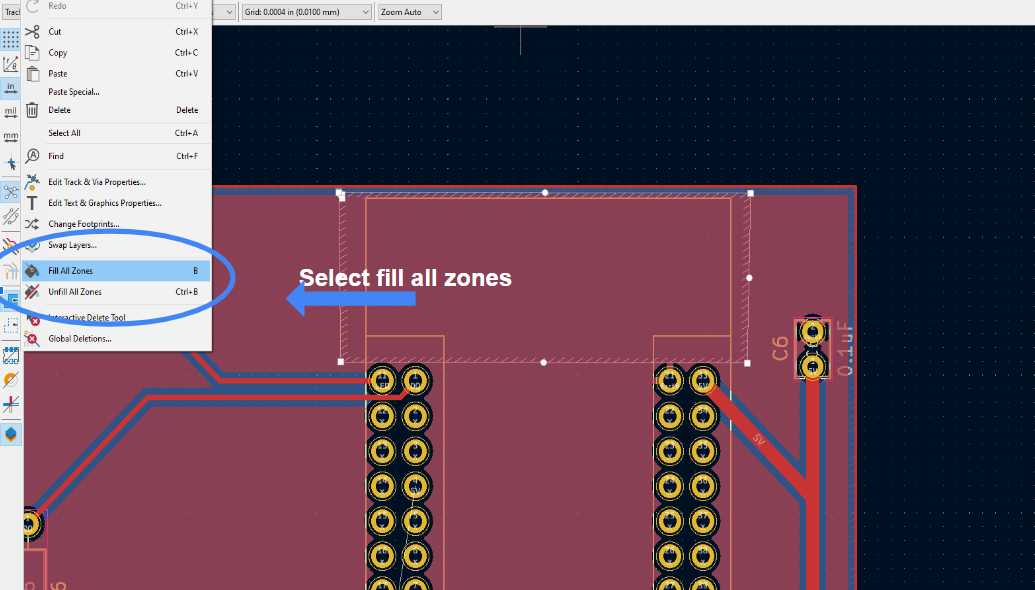 Redo Ctrl+Y
Grid: 0.0004 in (0.0100 mm)
Zoom Auto
Cut Ctrl+X
Copy Ctrl+C
Paste Ctrl+V
Paste Special...
Delete Delete
Select All Ctrl+A
Find Ctrl+F
Edit Track & Via Properties...
Edit Text & Graphics Properties...
Change Footprints...
Swap Layers...
Fill All Zones B
Unfill All Zones Ctrl+B
Interactive Delete Tool
Global Deletions...
in
mil
mm
Select fill all zones
C6
0.1uF
5V